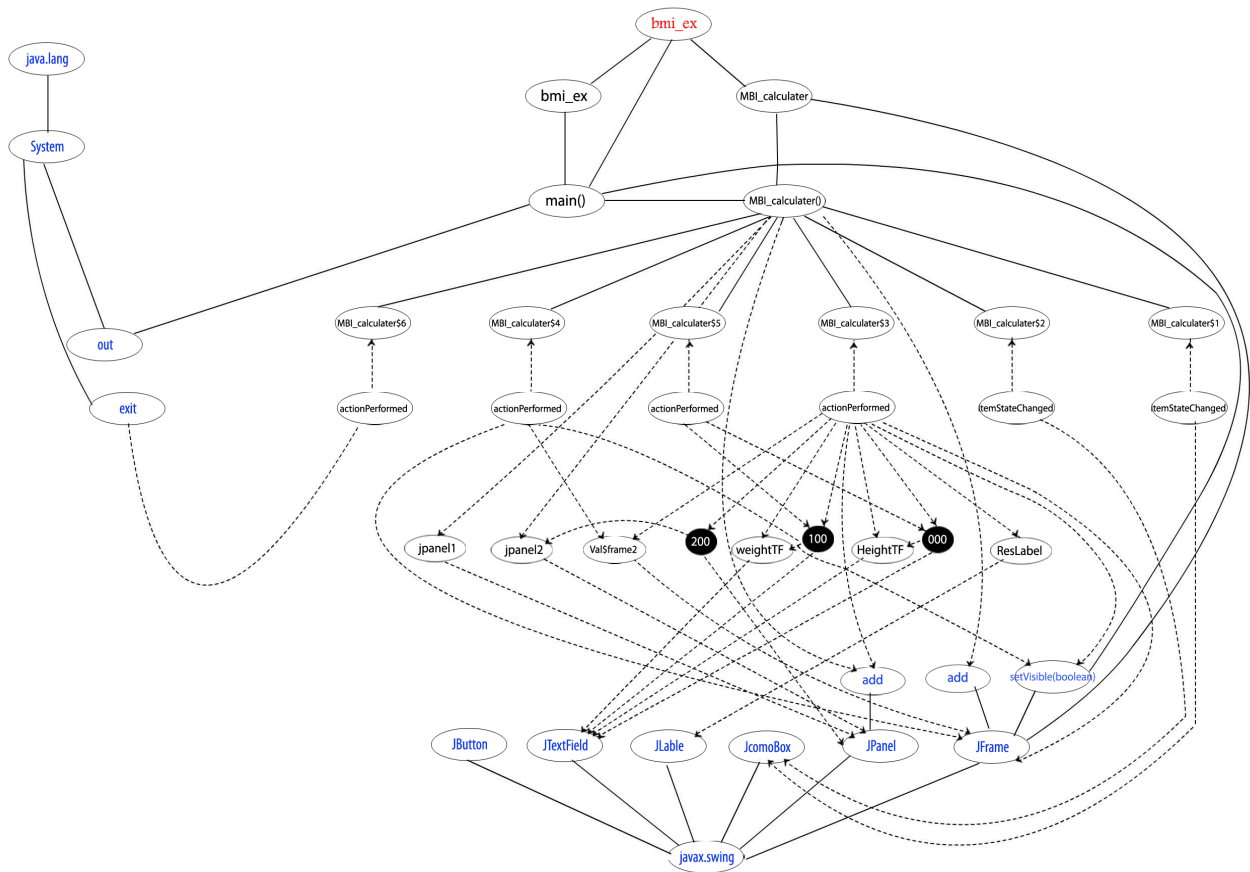 bmi_ex
java.lang
bmi_ex
MBI_calculater
System
main()
MBI_calculater()
MBI_calculater$6
MBI_calculater$4
MBI_calculater$5
MBI_calculater$3
MBI_calculater$2
MBI_calculater$1
out
exit
actionPerformed
actionPerformed
actionPerformed
actionPerformed
itemStateChanged
itemStateChanged
jpanel1
jpanel2
Val$frame2
200
weightTF
100
HeightTF
000
ResLabel
add
add
setVisible(boolean)
JButton
JTextField
JLable
JcomoBox
JPanel
JFrame
javax.swing